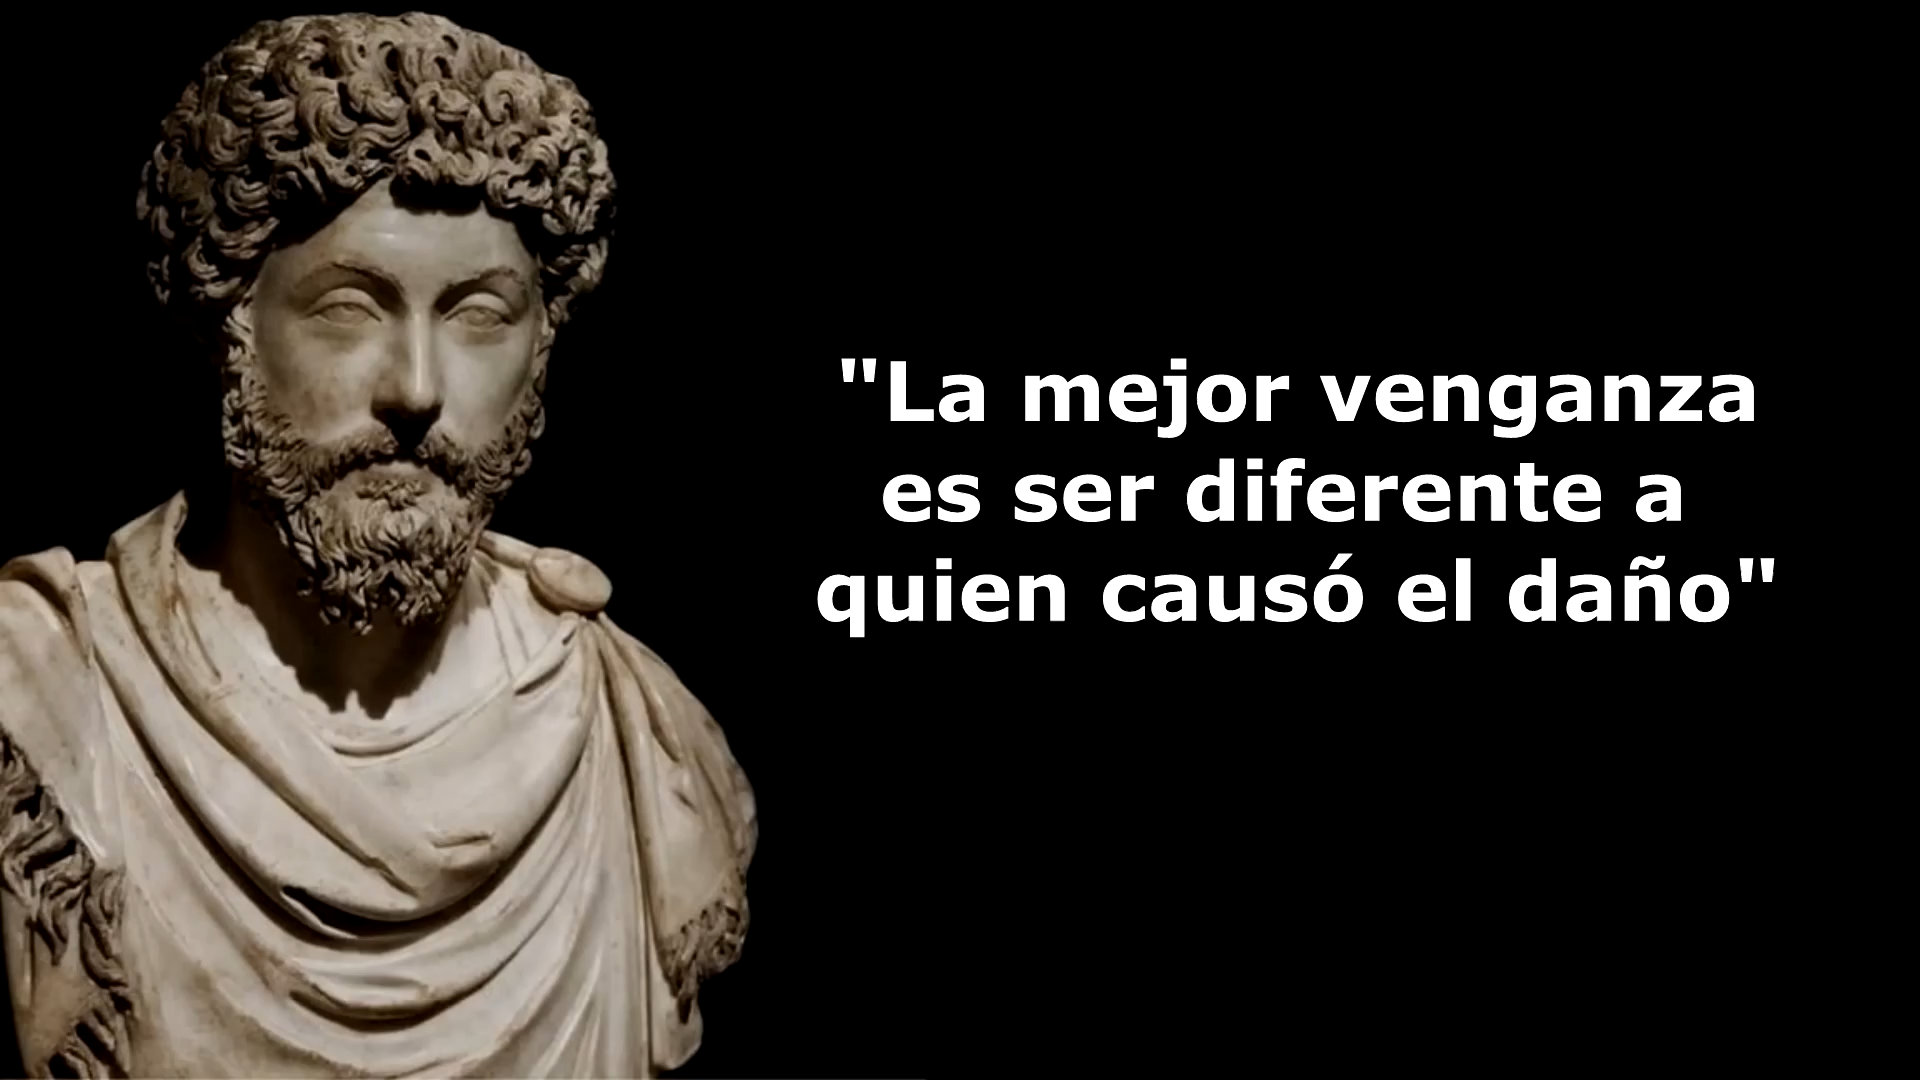 "La mejor venganza
es ser diferente a
quien causó el daño"